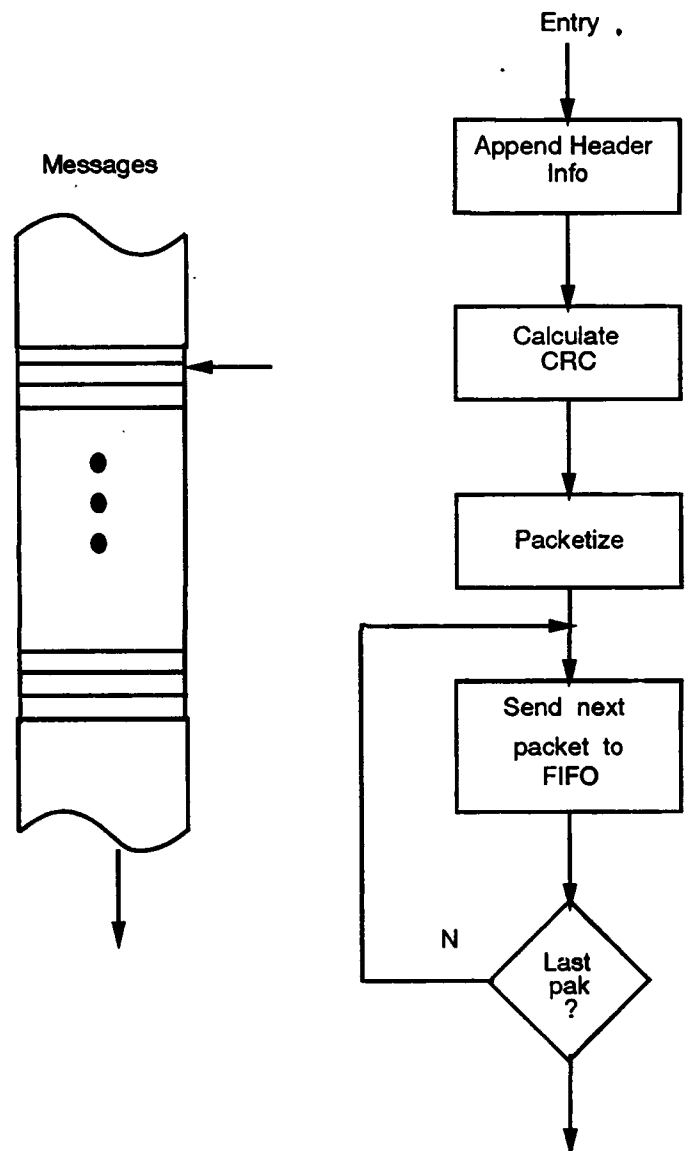 Entry
Append Header
Info
Messages
Calculate
CRC
Packetize
Send next
packet to
FIFO
N
Last
pak
?